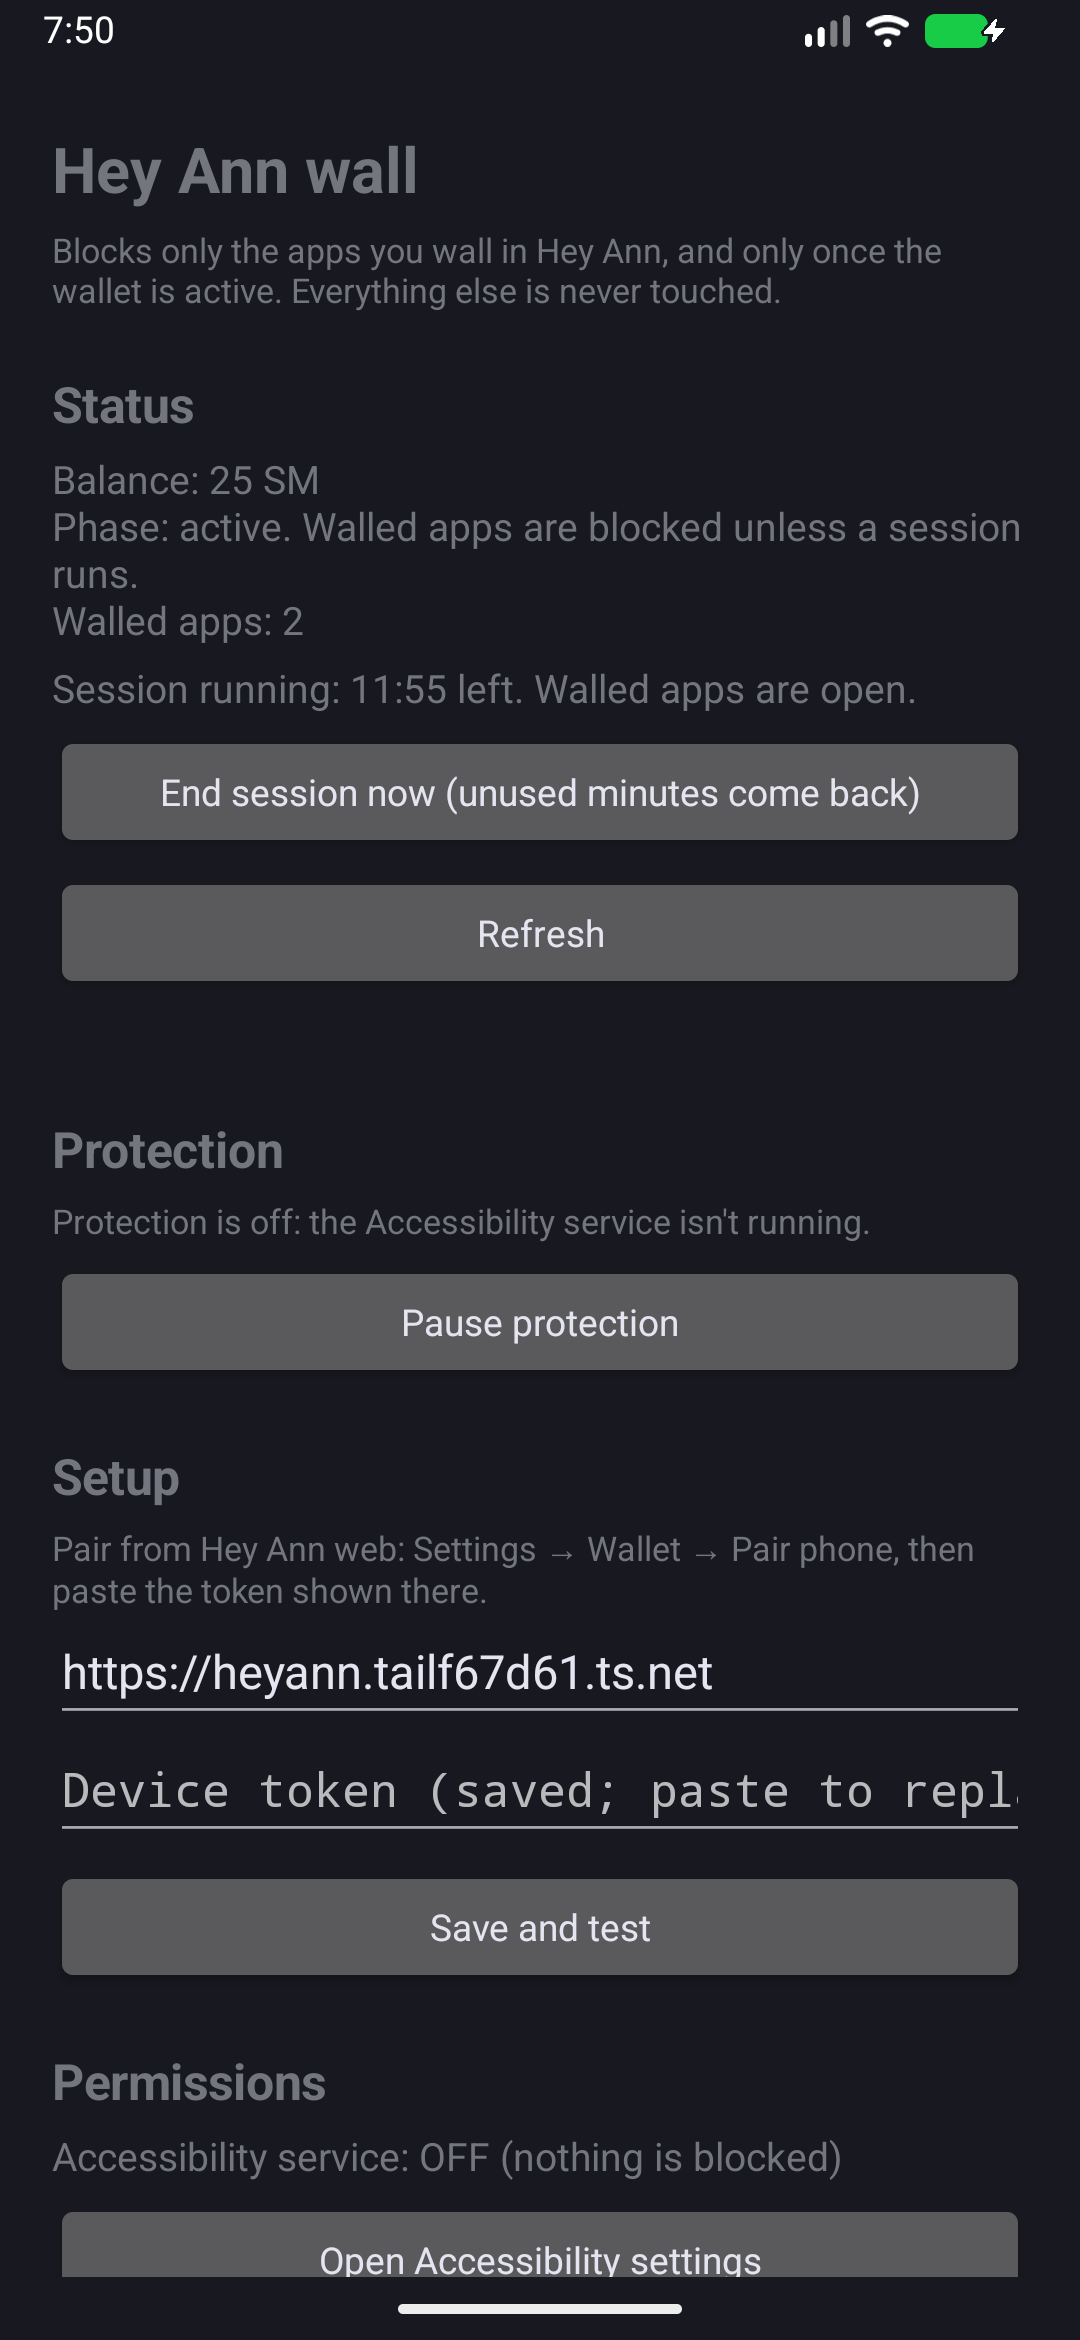 7:50
Hey Ann wall
Blocks only the apps you wall in Hey Ann, and only once the
wallet is active. Everything else is never touched.
Status
Balance: 25 SM
Phase: active. Walled apps are blocked unless a session
runs.
Walled apps: 2
Session running: 11:55 left. Walled apps are open.
End session now (unused minutes come back)
Refresh
Protection
Protection is off: the Accessibility service isn't running.
Pause protection
Setup
Pair from Hey Ann web: Settings → Wallet → Pair phone, then
paste the token shown there.
https://heyann.tailf67d61.ts.net
Device token (saved; paste to repl
Save and test
Permissions
Accessibility service: OFF (nothing is blocked)
Open Accessibility settings